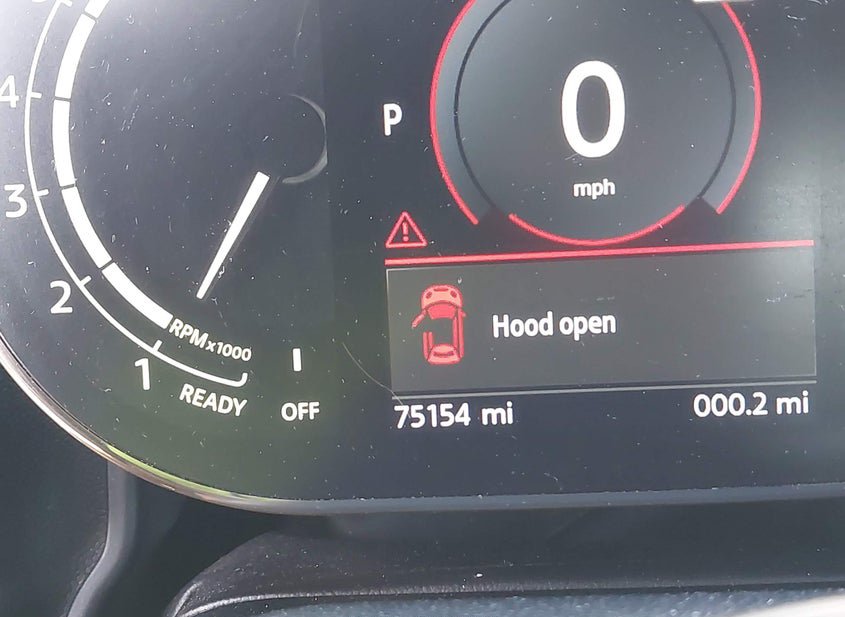 4
3
2
1
RPMx1000
READY
OFF
P
0
mph
Hood open
75154 mi
000.2 mi